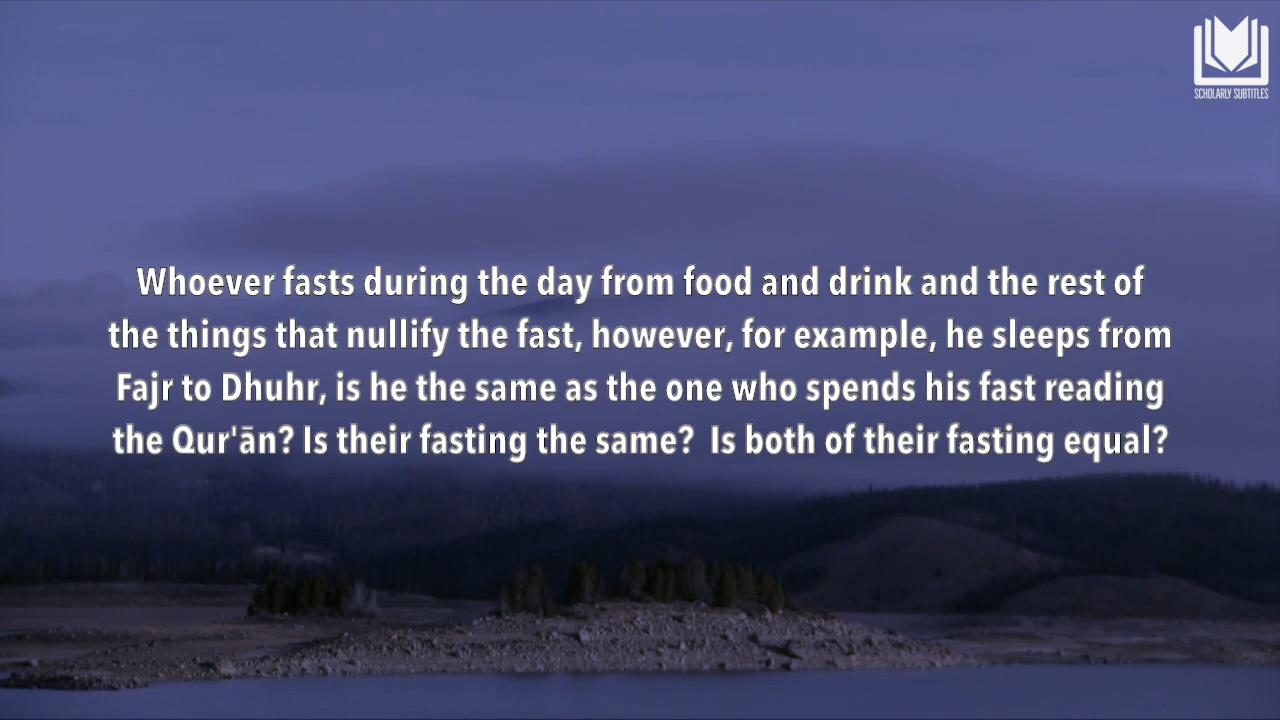 SCHOLARLY SUBTITLES
Whoever fasts during the day from food and drink and the rest of
the things that nullify the fast, however, for example, he sleeps from
Fajr to Dhuhr, is he the same as the one who spends his fast reading
the Qur'ān? Is their fasting the same?  Is both of their fasting equal?